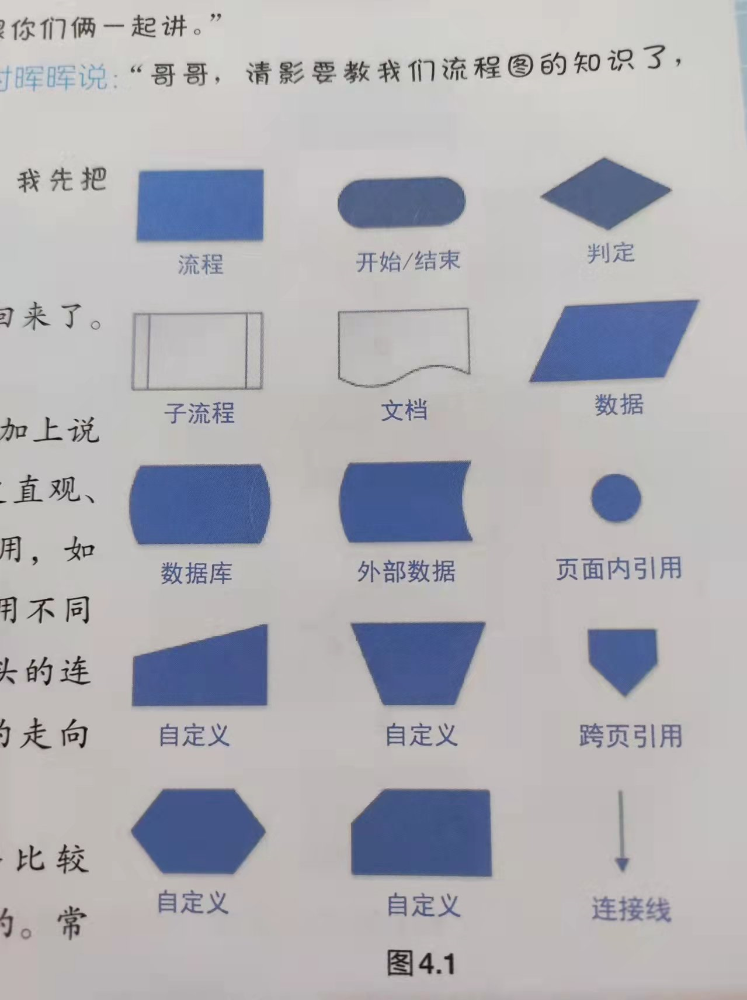 你们俩一起讲。”
晖晖说：“哥哥，清影要教我们流程图的知识了，
我先把
流程
开始/结束
判定
回来了。
子流程
文档
数据
加上说
直观、
用，如
数据库
外部数据
页面内引用
用不同
头的连
自定义
自定义
跨页引用
的走向
比较
自定义
自定义
连接线
的。常
图4.1